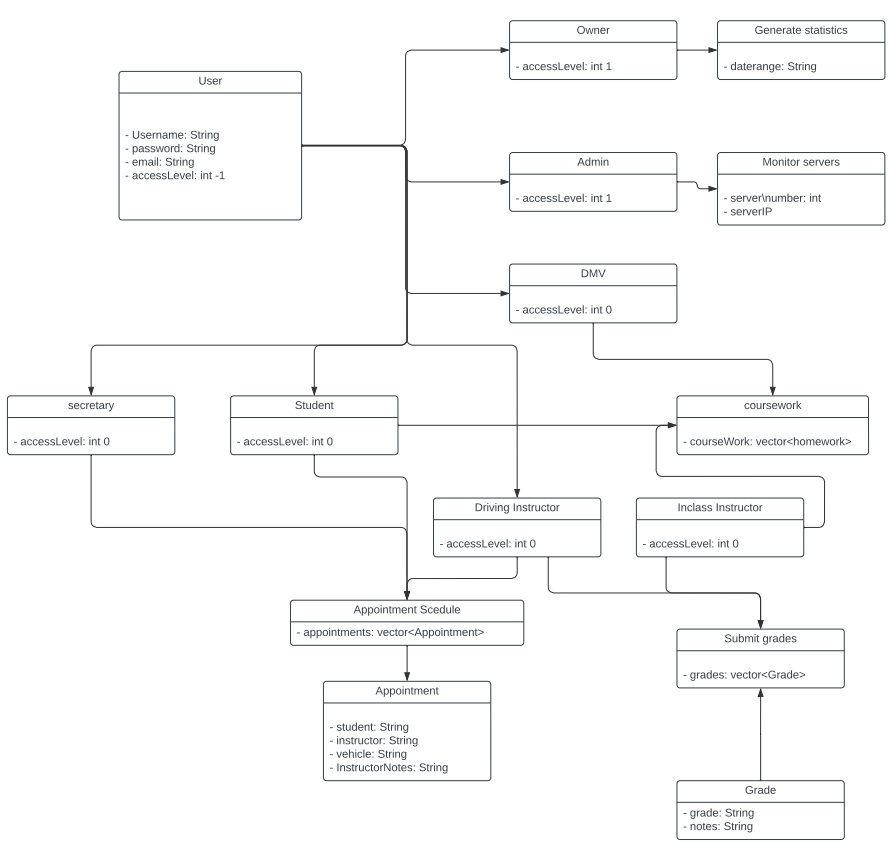 Owner
- accessLevel: int 1
Generate statistics
- daterange: String
User
- Username: String
- password: String
- email: String
- accessLevel: int -1
Admin
- accessLevel: int 1
Monitor servers
- server\number: int
- serverIP
DMV
- accessLevel: int 0
secretary
- accessLevel: int 0
Student
- accessLevel: int 0
coursework
- courseWork: vector<homework>
Driving Instructor
- accessLevel: int 0
Inclass Instructor
- accessLevel: int 0
Appointment Scedule
- appointments: vector<Appointment>
Submit grades
- grades: vector<Grade>
Appointment
- student: String
- instructor: String
- vehicle: String
- InstructorNotes: String
Grade
- grade: String
- notes: String